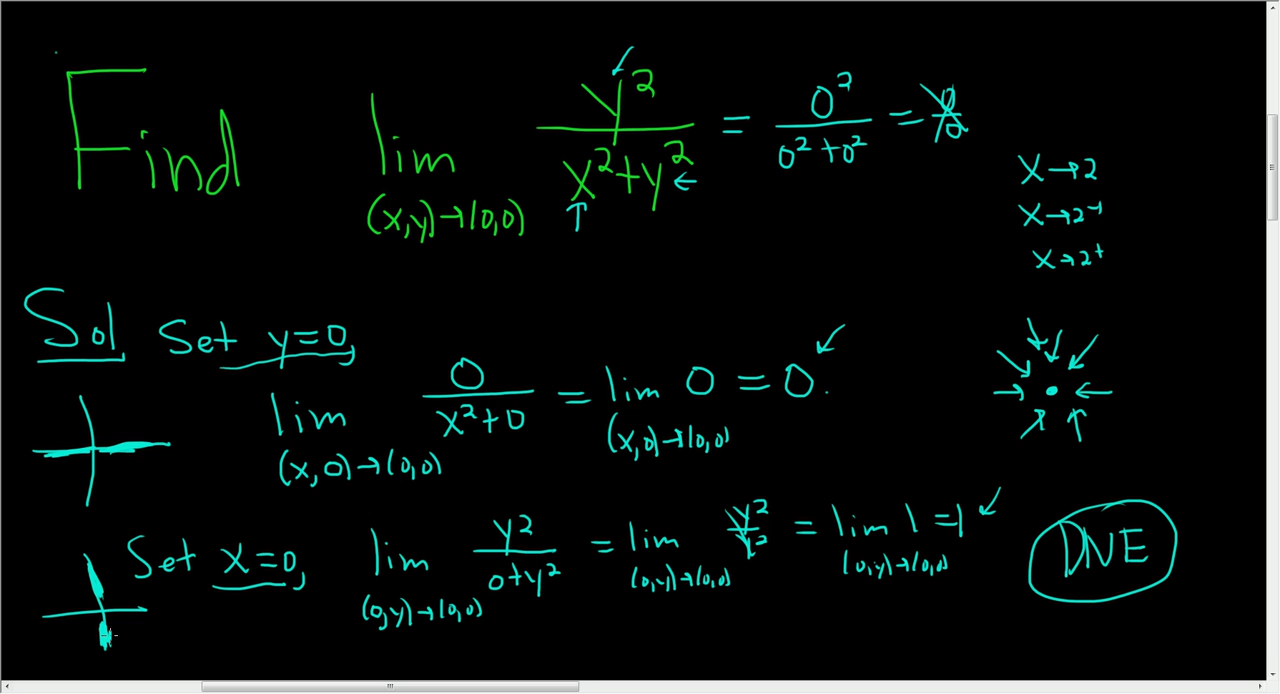 Find lim (x,y)→(0,0) y²/(x²+y²) = 0²/(0²+0²) = 0/0
x→2
x→2⁻
x→2⁺
Sol Set y=0,
lim (x,0)→(0,0) 0/(x²+0) = lim (x,0)→(0,0) 0 = 0.
Set x=0, lim (0,y)→(0,0) y²/(0+y²) = lim (0,y)→(0,0) y²/y² = lim (0,y)→(0,0) 1 = 1
DNE